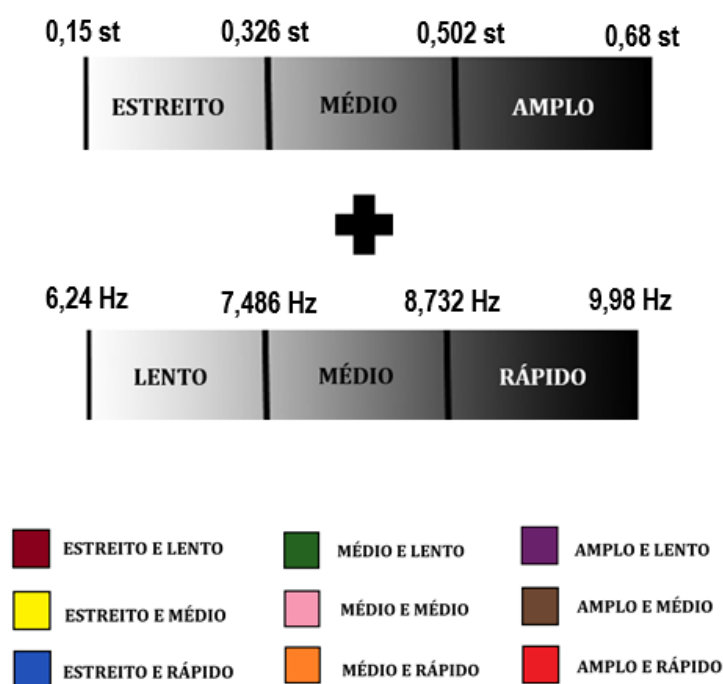 0,15 st 0,326 st 0,502 st 0,68 st
ESTREITO MÉDIO AMPLO
6,24 Hz 7,486 Hz 8,732 Hz 9,98 Hz
LENTO MÉDIO RÁPIDO
ESTREITO E LENTO MÉDIO E LENTO AMPLO E LENTO
ESTREITO E MÉDIO MÉDIO E MÉDIO AMPLO E MÉDIO
ESTREITO E RÁPIDO MÉDIO E RÁPIDO AMPLO E RÁPIDO